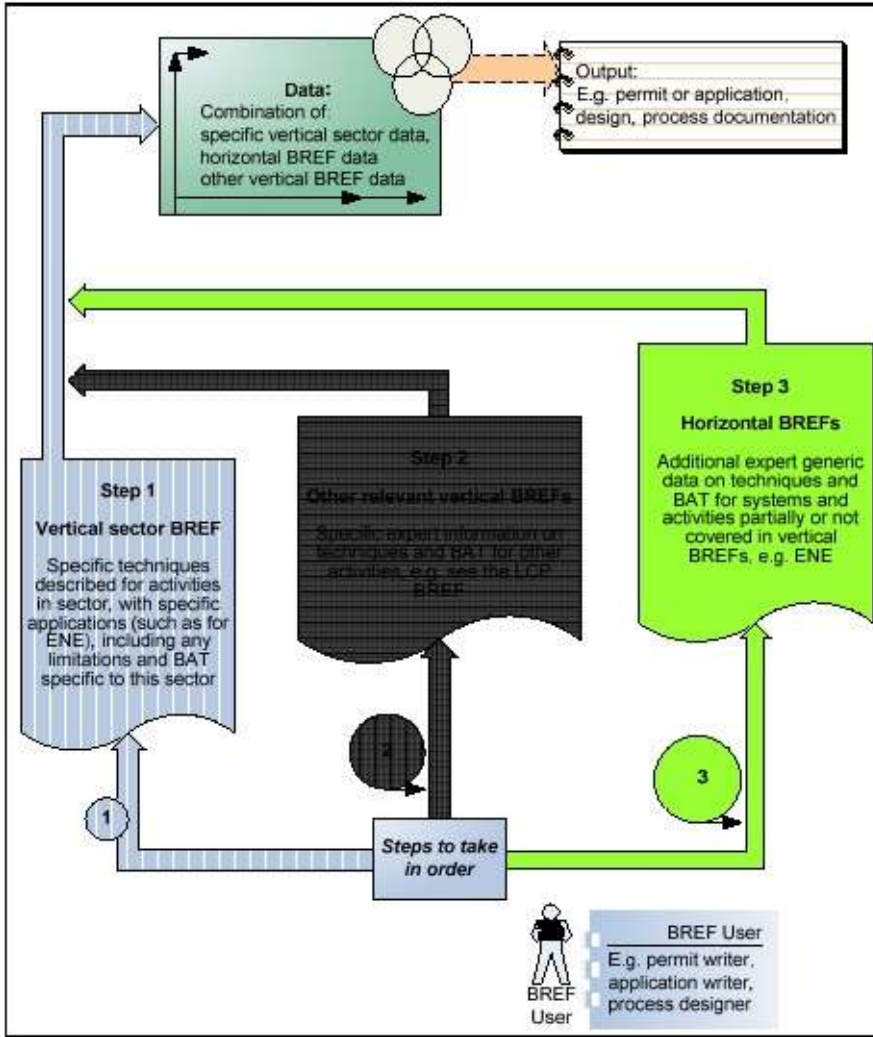 Data:
Combination of
specific vertical sector data,
horizontal BREF data
other vertical BREF data
Output:
E.g. permit or application,
design, process documentation
Step 1
Vertical sector BREF
Specific techniques
described for activities
in sector, with specific
applications (such as for
ENE), including any
limitations and BAT
specific to this sector
Step 2
Other relevant vertical BREFs
Specific expert information on
techniques and BAT for other
activities, e.g. see the LCP
BREF
Step 3
Horizontal BREFs
Additional expert generic
data on techniques and
BAT for systems and
activities partially or not
covered in vertical
BREFs, e.g. ENE
1
2
3
Steps to take
in order
BREF
User
BREF User
E.g. permit writer,
application writer,
process designer